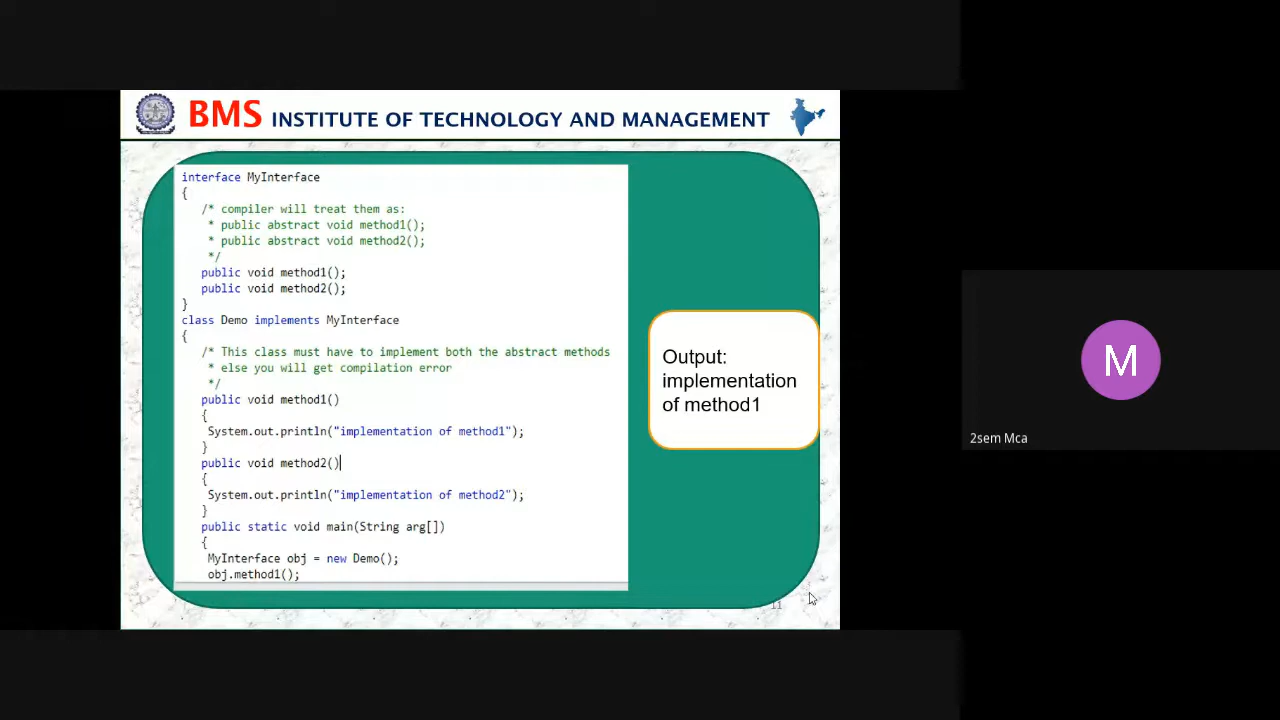 BMS INSTITUTE OF TECHNOLOGY AND MANAGEMENT
interface MyInterface
{
/* compiler will treat them as:
* public abstract void method1();
* public abstract void method2();
*/
public void method1();
public void method2();
}
class Demo implements MyInterface
{
/* This class must have to implement both the abstract methods
* else you will get compilation error
*/
public void method1()
{
System.out.println("implementation of method1");
}
public void method2()
{
System.out.println("implementation of method2");
}
public static void main(String arg[])
{
MyInterface obj = new Demo();
obj.method1();
Output:
implementation
of method1
11
M
2sem Mca